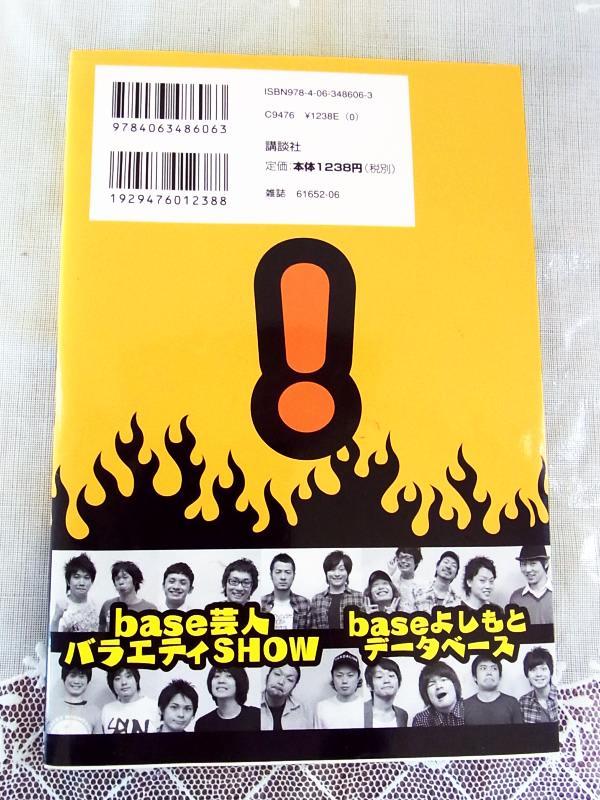 ISBN978-4-06-348606-3
9784063486063
C9476 ¥1238E (0)
講談社
定価:本体1238円(税別)
雑誌 61652-06
1929476012388
!
base芸人
バラエティSHOW
baseよしもと
データベース